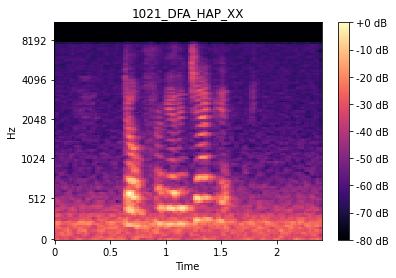 1021_DFA_HAP_XX
+0 dB
8192
-10 dB
4096
-20 dB
-30 dB
2048
Hz
-40 dB
1024
-50 dB
512
-60 dB
-70 dB
0
-80 dB
0 0.5 1 1.5 2
Time